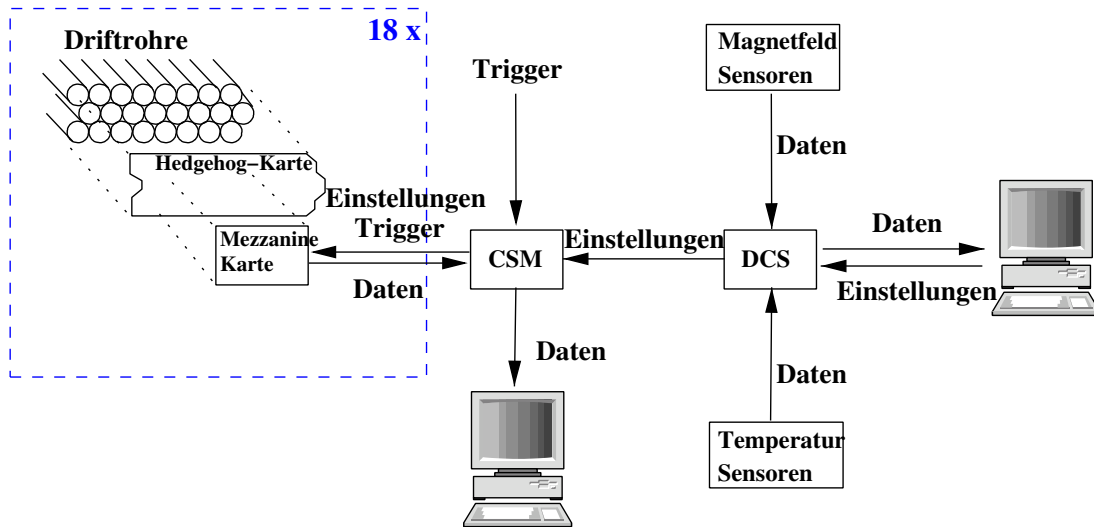 18 x
Driftrohre
Hedgehog−Karte
Mezzanine
Karte
Einstellungen
Trigger
Daten
Trigger
CSM
Daten
Einstellungen
Magnetfeld
Sensoren
Daten
DCS
Daten
Temperatur
Sensoren
Daten
Einstellungen